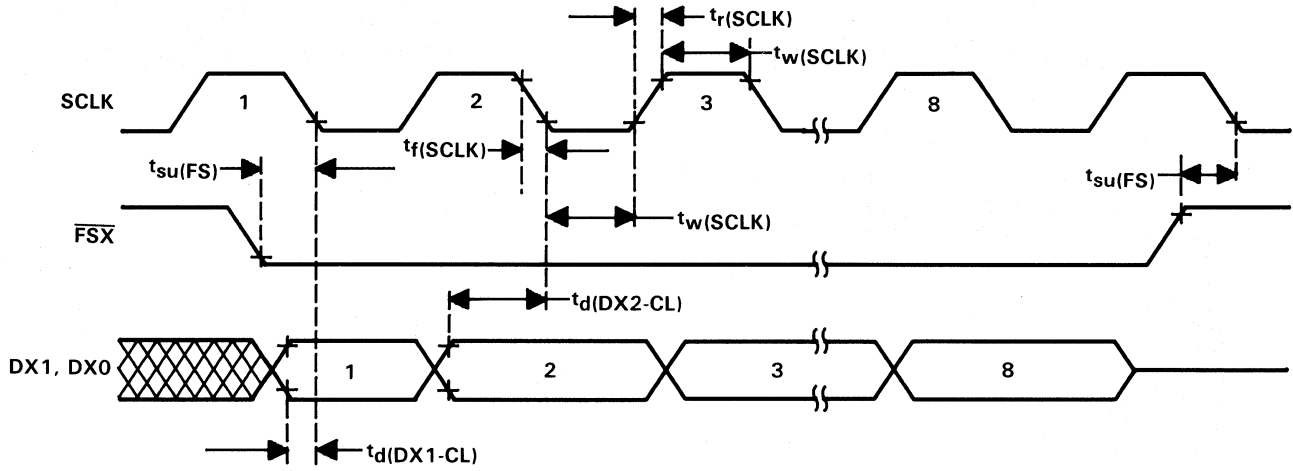 tr(SCLK)
tw(SCLK)
SCLK
1
2
3
8
tf(SCLK)
tsu(FS)
tsu(FS)
tw(SCLK)
FSX
td(DX2-CL)
DX1, DX0
1
2
3
8
td(DX1-CL)